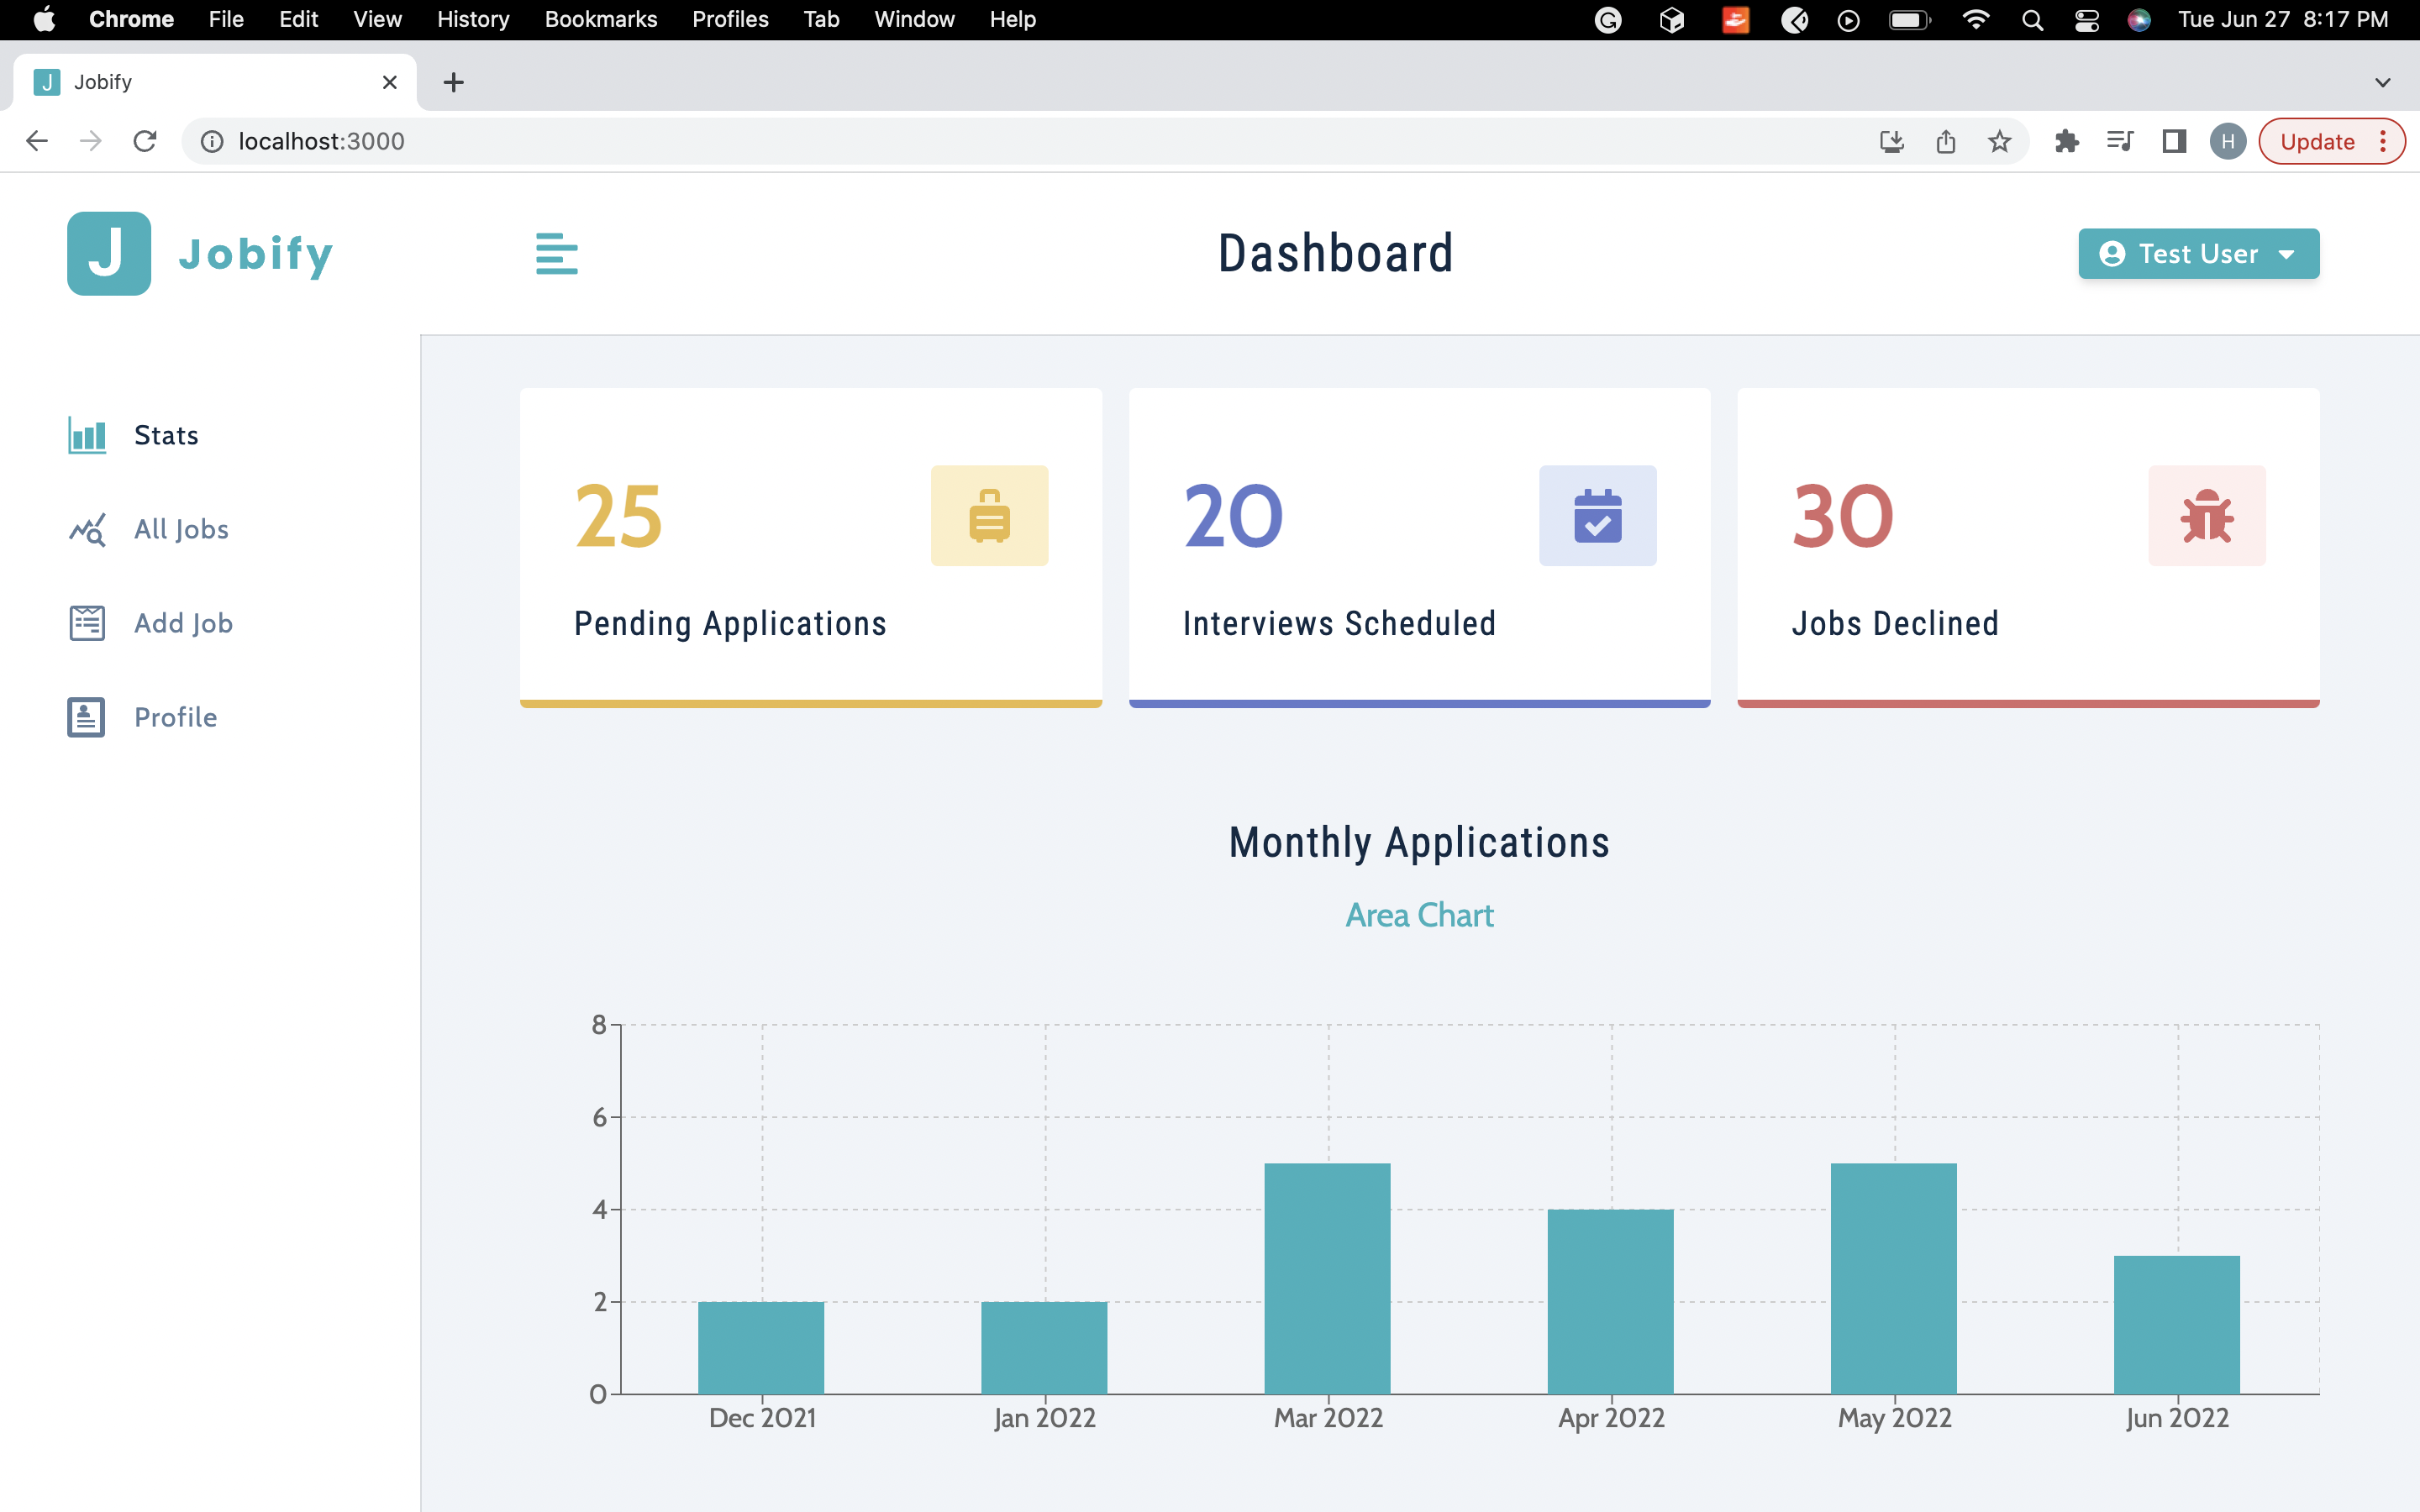 Chrome File Edit View History Bookmarks Profiles Tab Window Help Tue Jun 27 8:17 PM
J Jobify
localhost:3000 H Update
J Jobify Dashboard Test User
Stats
All Jobs
Add Job
Profile
25 20 30
Pending Applications Interviews Scheduled Jobs Declined
Monthly Applications
Area Chart
8
6
4
2
0
Dec 2021 Jan 2022 Mar 2022 Apr 2022 May 2022 Jun 2022